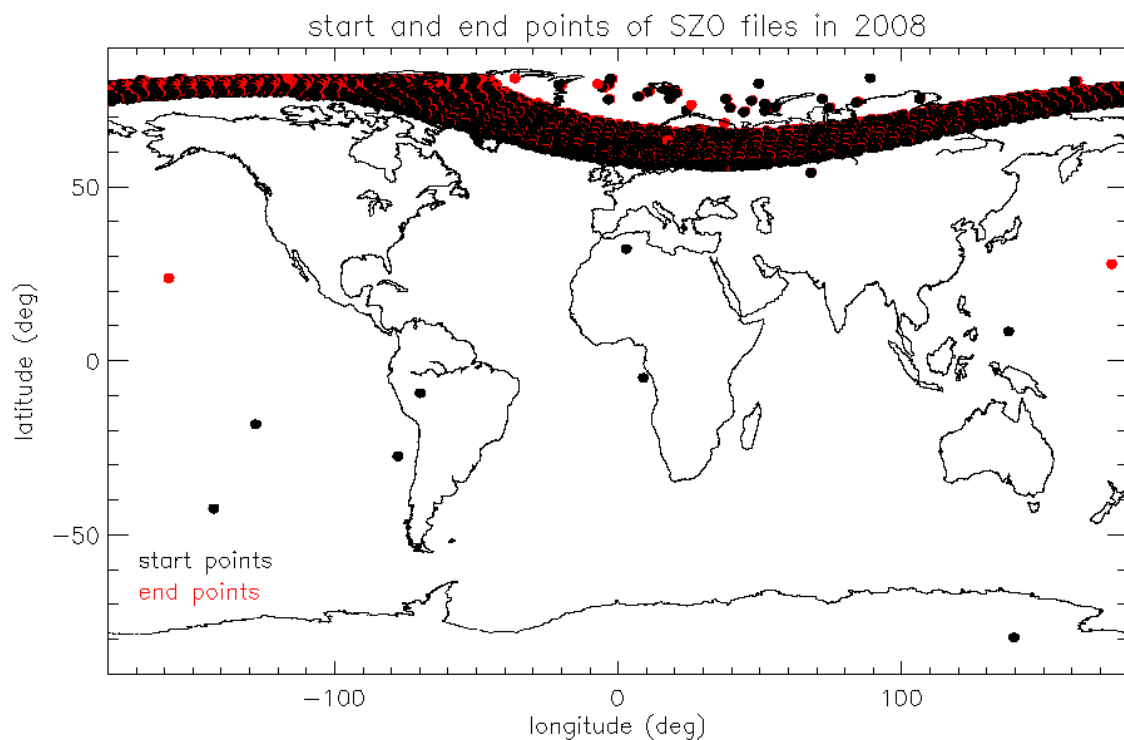 start and end points of SZO files in 2008
50
0
−50
latitude (deg)
start points
end points
−100
0
100
longitude (deg)